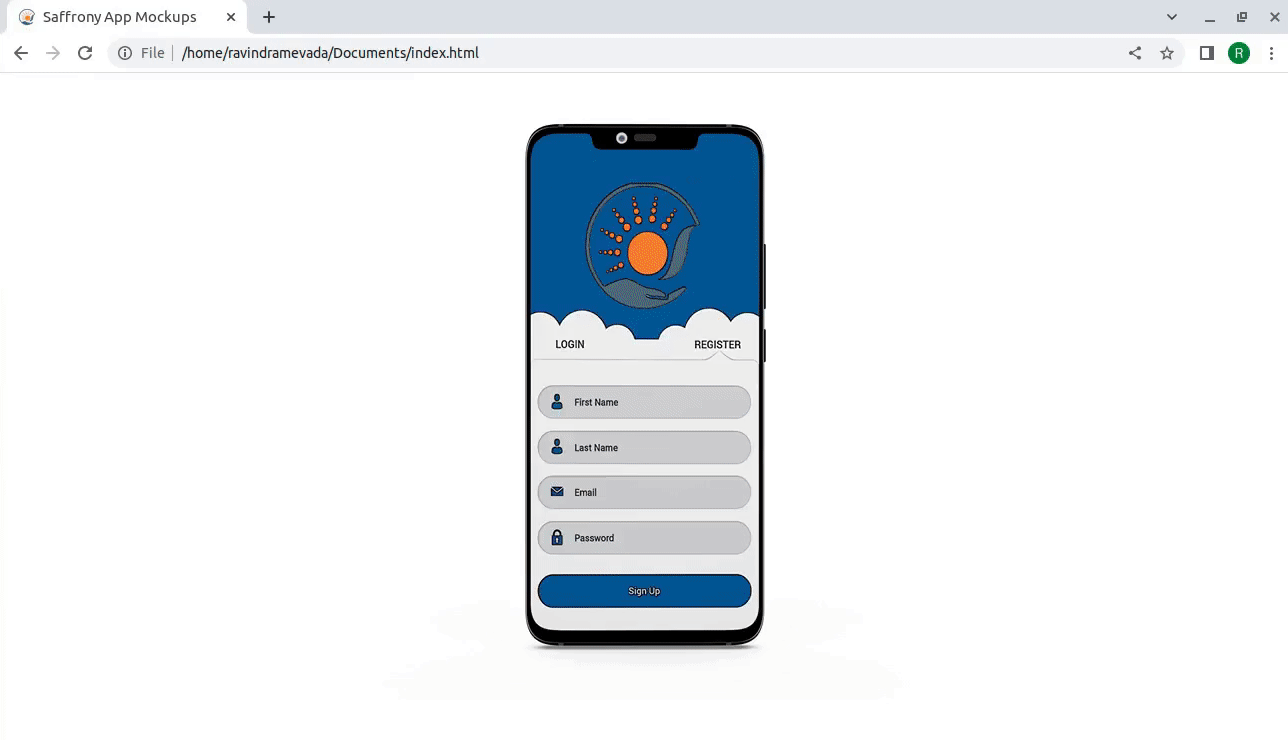 Saffrony App Mockups
File /home/ravindramevada/Documents/index.html
R
LOGIN REGISTER
First Name
Last Name
Email
Password
Sign Up